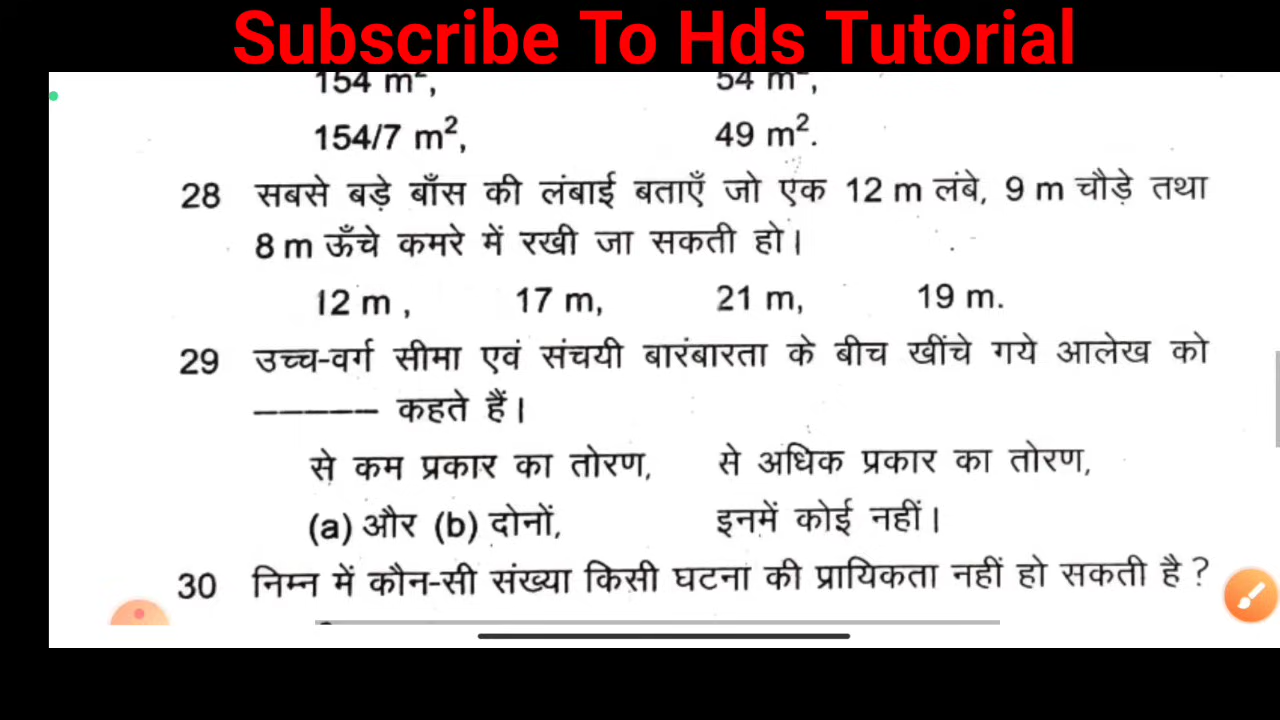 Subscribe To Hds Tutorial
154 m², 54 m²,
154/7 m², 49 m².
28 सबसे बड़े बाँस की लंबाई बताएँ जो एक 12 m लंबे, 9 m चौड़े तथा
8 m ऊँचे कमरे में रखी जा सकती हो।
12 m , 17 m, 21 m, 19 m.
29 उच्च-वर्ग सीमा एवं संचयी बारंबारता के बीच खींचे गये आलेख को
————— कहते हैं।
से कम प्रकार का तोरण, से अधिक प्रकार का तोरण,
(a) और (b) दोनों, इनमें कोई नहीं।
30 निम्न में कौन-सी संख्या किसी घटना की प्रायिकता नहीं हो सकती है ?